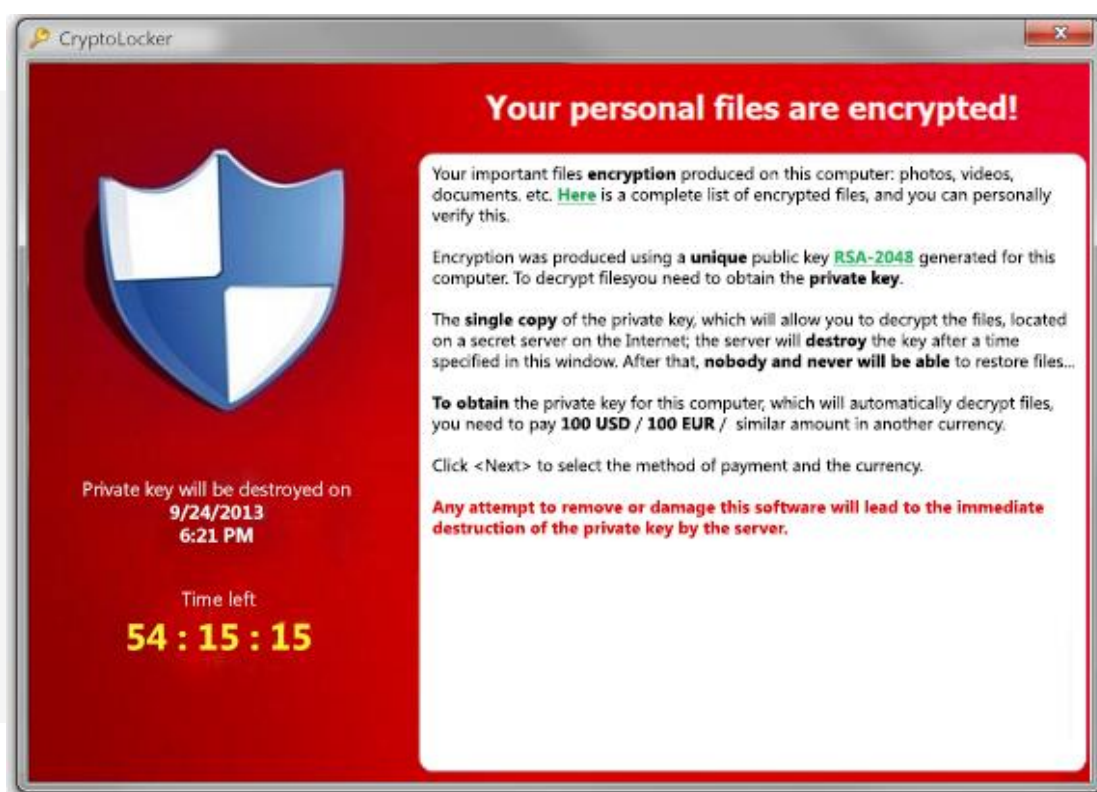 CryptoLocker
Your personal files are encrypted!
Your important files encryption produced on this computer: photos, videos,
documents, etc. Here is a complete list of encrypted files, and you can personally
verify this.
Encryption was produced using a unique public key RSA-2048 generated for this
computer. To decrypt filesyou need to obtain the private key.
The single copy of the private key, which will allow you to decrypt the files, located
on a secret server on the Internet; the server will destroy the key after a time
specified in this window. After that, nobody and never will be able to restore files...
To obtain the private key for this computer, which will automatically decrypt files,
you need to pay 100 USD / 100 EUR / similar amount in another currency.
Click <Next> to select the method of payment and the currency.
Any attempt to remove or damage this software will lead to the immediate
destruction of the private key by the server.
Private key will be destroyed on
9/24/2013
6:21 PM
Time left
54 : 15 : 15